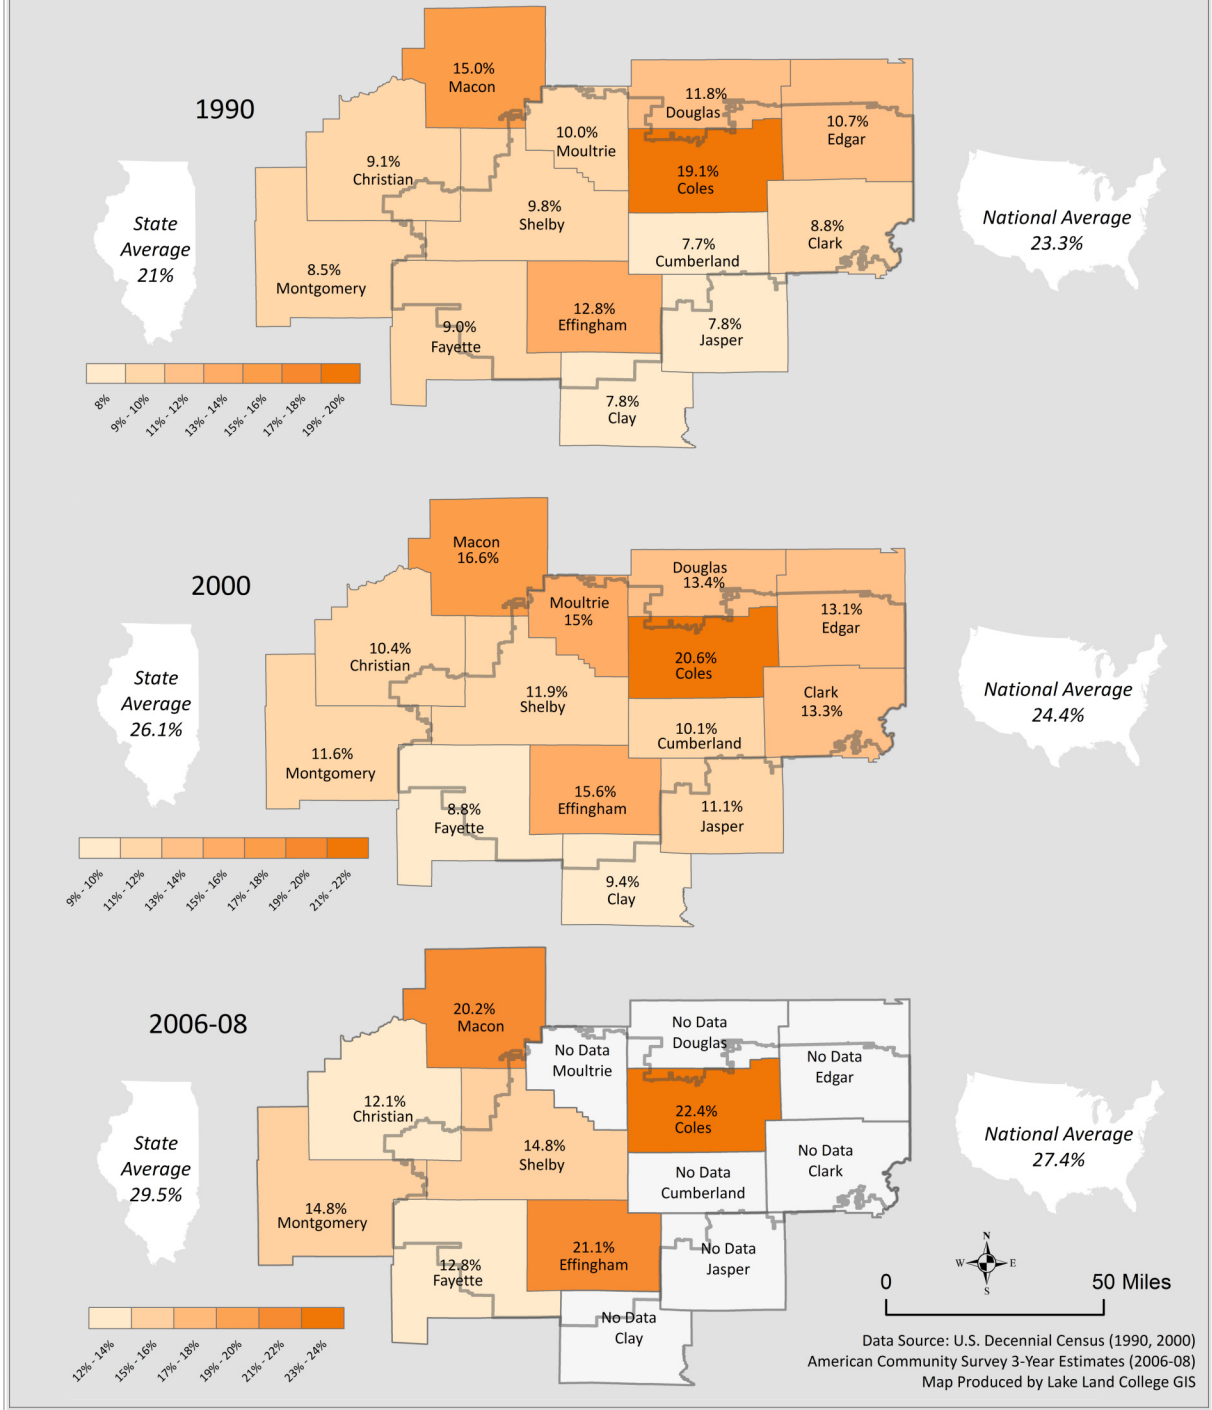 1990
15.0%
Macon
11.8%
Douglas
10.7%
Edgar
10.0%
Moultrie
9.1%
Christian
19.1%
Coles
9.8%
Shelby
8.8%
Clark
7.7%
Cumberland
8.5%
Montgomery
12.8%
Effingham
9.0%
Fayette
7.8%
Jasper
7.8%
Clay
State
Average
21%
National Average
23.3%
8%
9% - 10%
11% - 12%
13% - 14%
15% - 16%
17% - 18%
19% - 20%
2000
Macon
16.6%
Douglas
13.4%
Moultrie
15%
13.1%
Edgar
10.4%
Christian
20.6%
Coles
11.9%
Shelby
Clark
13.3%
10.1%
Cumberland
11.6%
Montgomery
15.6%
Effingham
8.8%
Fayette
11.1%
Jasper
9.4%
Clay
State
Average
26.1%
National Average
24.4%
9% - 10%
11% - 12%
13% - 14%
15% - 16%
17% - 18%
19% - 20%
21% - 22%
2006-08
20.2%
Macon
No Data
Douglas
No Data
Moultrie
No Data
Edgar
12.1%
Christian
22.4%
Coles
14.8%
Shelby
No Data
Clark
No Data
Cumberland
14.8%
Montgomery
21.1%
Effingham
12.8%
Fayette
No Data
Jasper
No Data
Clay
State
Average
29.5%
National Average
27.4%
12% - 14%
15% - 16%
17% - 18%
19% - 20%
21% - 22%
23% - 24%
N
W
E
S
0
50 Miles
Data Source: U.S. Decennial Census (1990, 2000)
American Community Survey 3-Year Estimates (2006-08)
Map Produced by Lake Land College GIS